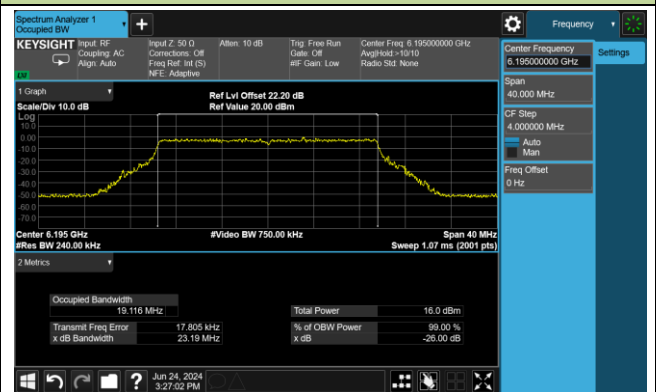 Spectrum Analyzer 1
Occupied BW
+
Frequency
KEYSIGHT
Input: RF
Coupling: AC
Align: Auto
Input Z: 50 Ω
Corrections: Off
Freq Ref: Int (S)
NFE: Adaptive
Atten: 10 dB
Trig: Free Run
Gate: Off
#IF Gain: Low
Center Freq: 6.195000000 GHz
Avg|Hold:>10/10
Radio Std: None
LXI
Center Frequency
6.195000000 GHz
Settings
Span
40.000 MHz
CF Step
4.000000 MHz
Auto
Man
Freq Offset
0 Hz
1 Graph
Scale/Div 10.0 dB
Ref Lvl Offset 22.20 dB
Ref Value 20.00 dBm
Log
10.0
0.00
-10.0
-20.0
-30.0
-40.0
-50.0
-60.0
-70.0
Center 6.195 GHz
#Video BW 750.00 kHz
Span 40 MHz
#Res BW 240.00 kHz
Sweep 1.07 ms (2001 pts)
2 Metrics
Occupied Bandwidth
19.116 MHz
Total Power 16.0 dBm
Transmit Freq Error 17.805 kHz
% of OBW Power 99.00 %
x dB Bandwidth 23.19 MHz
x dB -26.00 dB
?
Jun 24, 2024
3:27:02 PM